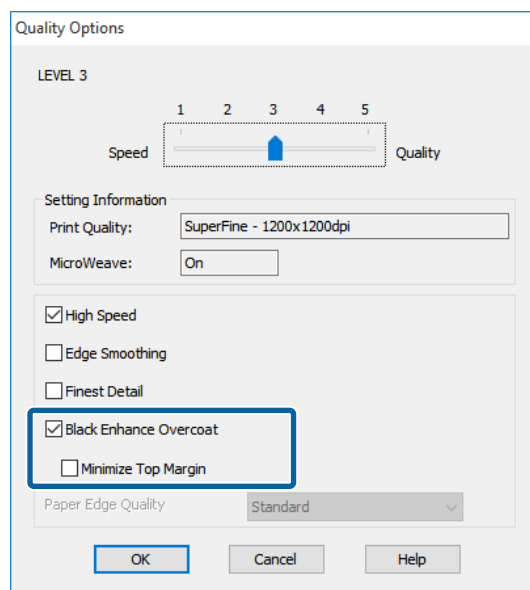 Quality Options
LEVEL 3
1 2 3 4 5
Speed Quality
Setting Information
Print Quality: SuperFine - 1200x1200dpi
MicroWeave: On
High Speed
Edge Smoothing
Finest Detail
Black Enhance Overcoat
Minimize Top Margin
Paper Edge Quality Standard
OK Cancel Help